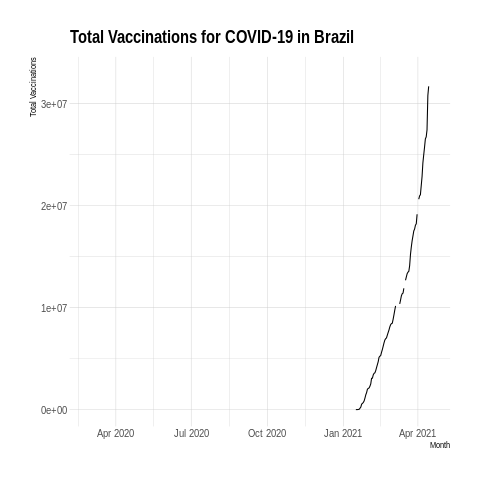 Total Vaccinations for COVID-19 in Brazil
Total Vaccinations
3e+07
2e+07
1e+07
0e+00
Apr 2020 Jul 2020 Oct 2020 Jan 2021 Apr 2021
Month